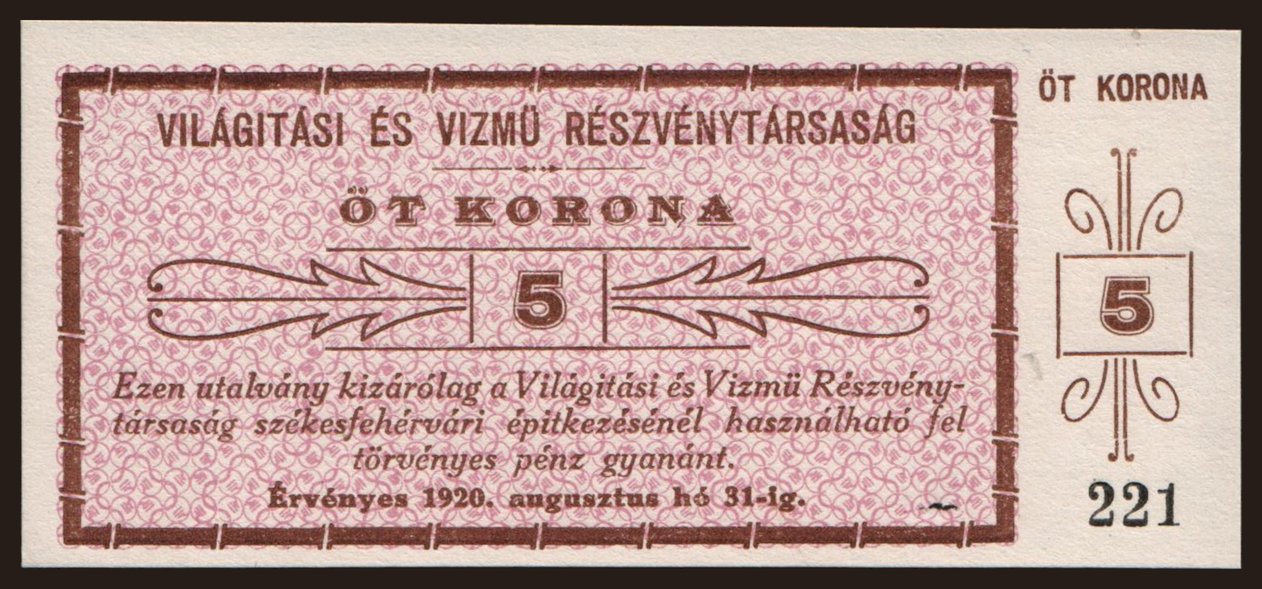 VILÁGITÁSI ÉS VIZMŰ RÉSZVÉNYTÁRSASÁG
ÖT KORONA
5
Ezen utalvány kizárólag a Világitási és Vizmü Részvény-
társaság székesfehérvári épitkezésénél használható fel
törvényes pénz gyanánt.
Érvényes 1920. augusztus hó 31-ig.
ÖT KORONA
5
221